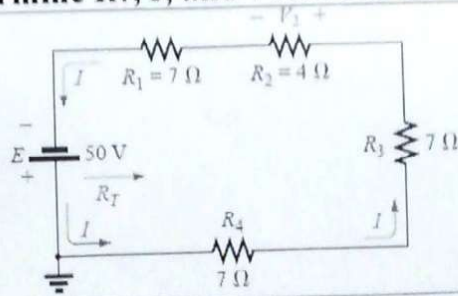 − V₂ +
I
R₁ = 7 Ω
R₂ = 4 Ω
−
E
50 V
+
R_T
R₃
7 Ω
I
R₄
I
7 Ω